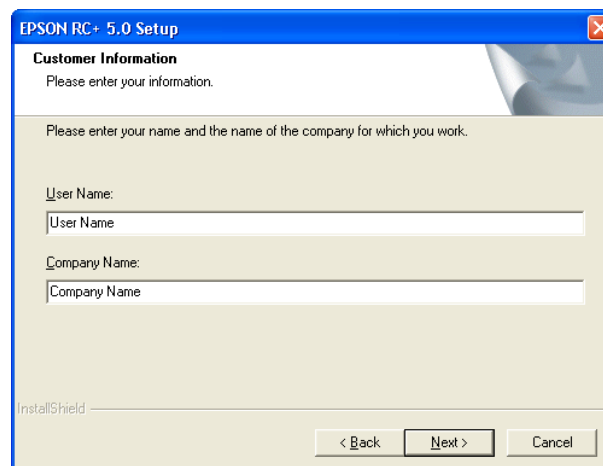 EPSON RC+ 5.0 Setup
Customer Information
Please enter your information.
Please enter your name and the name of the company for which you work.
User Name:
User Name
Company Name:
Company Name
InstallShield
< Back
Next >
Cancel